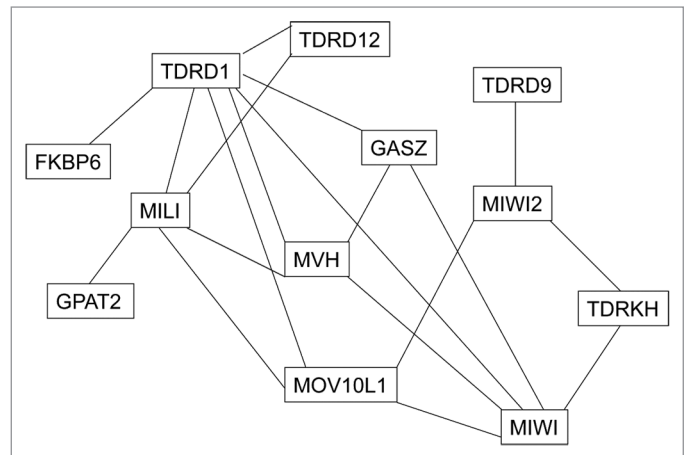 TDRD12
TDRD1
TDRD9
GASZ
FKBP6
MILI
MIWI2
MVH
GPAT2
TDRKH
MOV10L1
MIWI